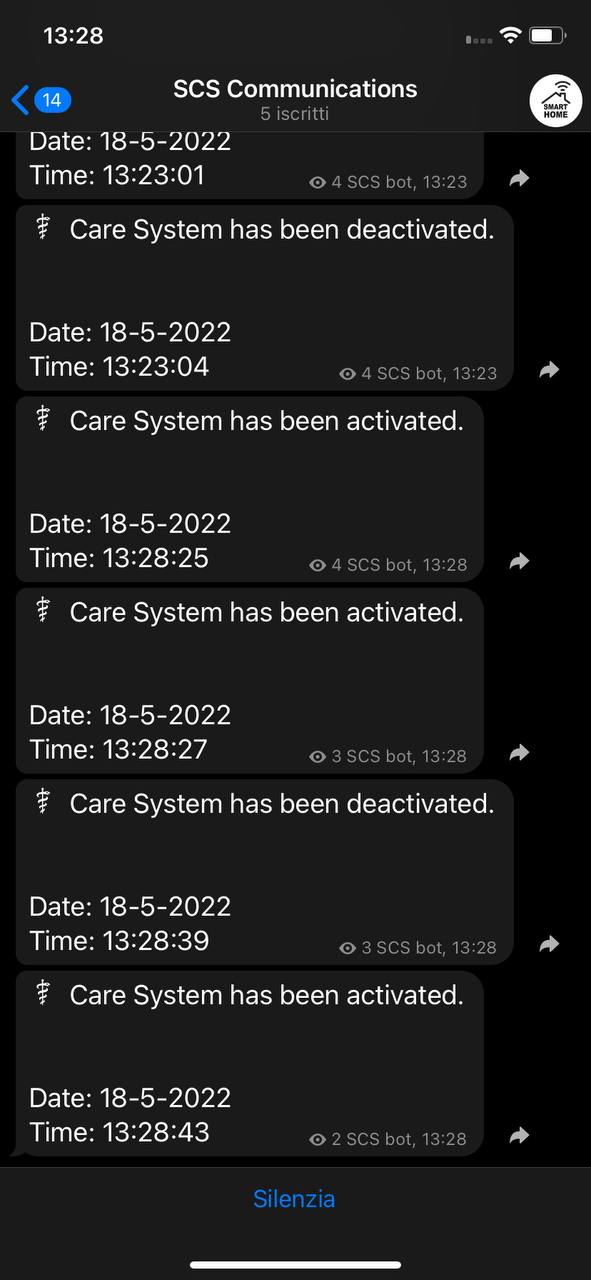 13:28
14
SCS Communications
5 iscritti
SMART
HOME
Date: 18-5-2022
Time: 13:23:01
4 SCS bot, 13:23
Care System has been deactivated.
Date: 18-5-2022
Time: 13:23:04
4 SCS bot, 13:23
Care System has been activated.
Date: 18-5-2022
Time: 13:28:25
4 SCS bot, 13:28
Care System has been activated.
Date: 18-5-2022
Time: 13:28:27
3 SCS bot, 13:28
Care System has been deactivated.
Date: 18-5-2022
Time: 13:28:39
3 SCS bot, 13:28
Care System has been activated.
Date: 18-5-2022
Time: 13:28:43
2 SCS bot, 13:28
Silenzia